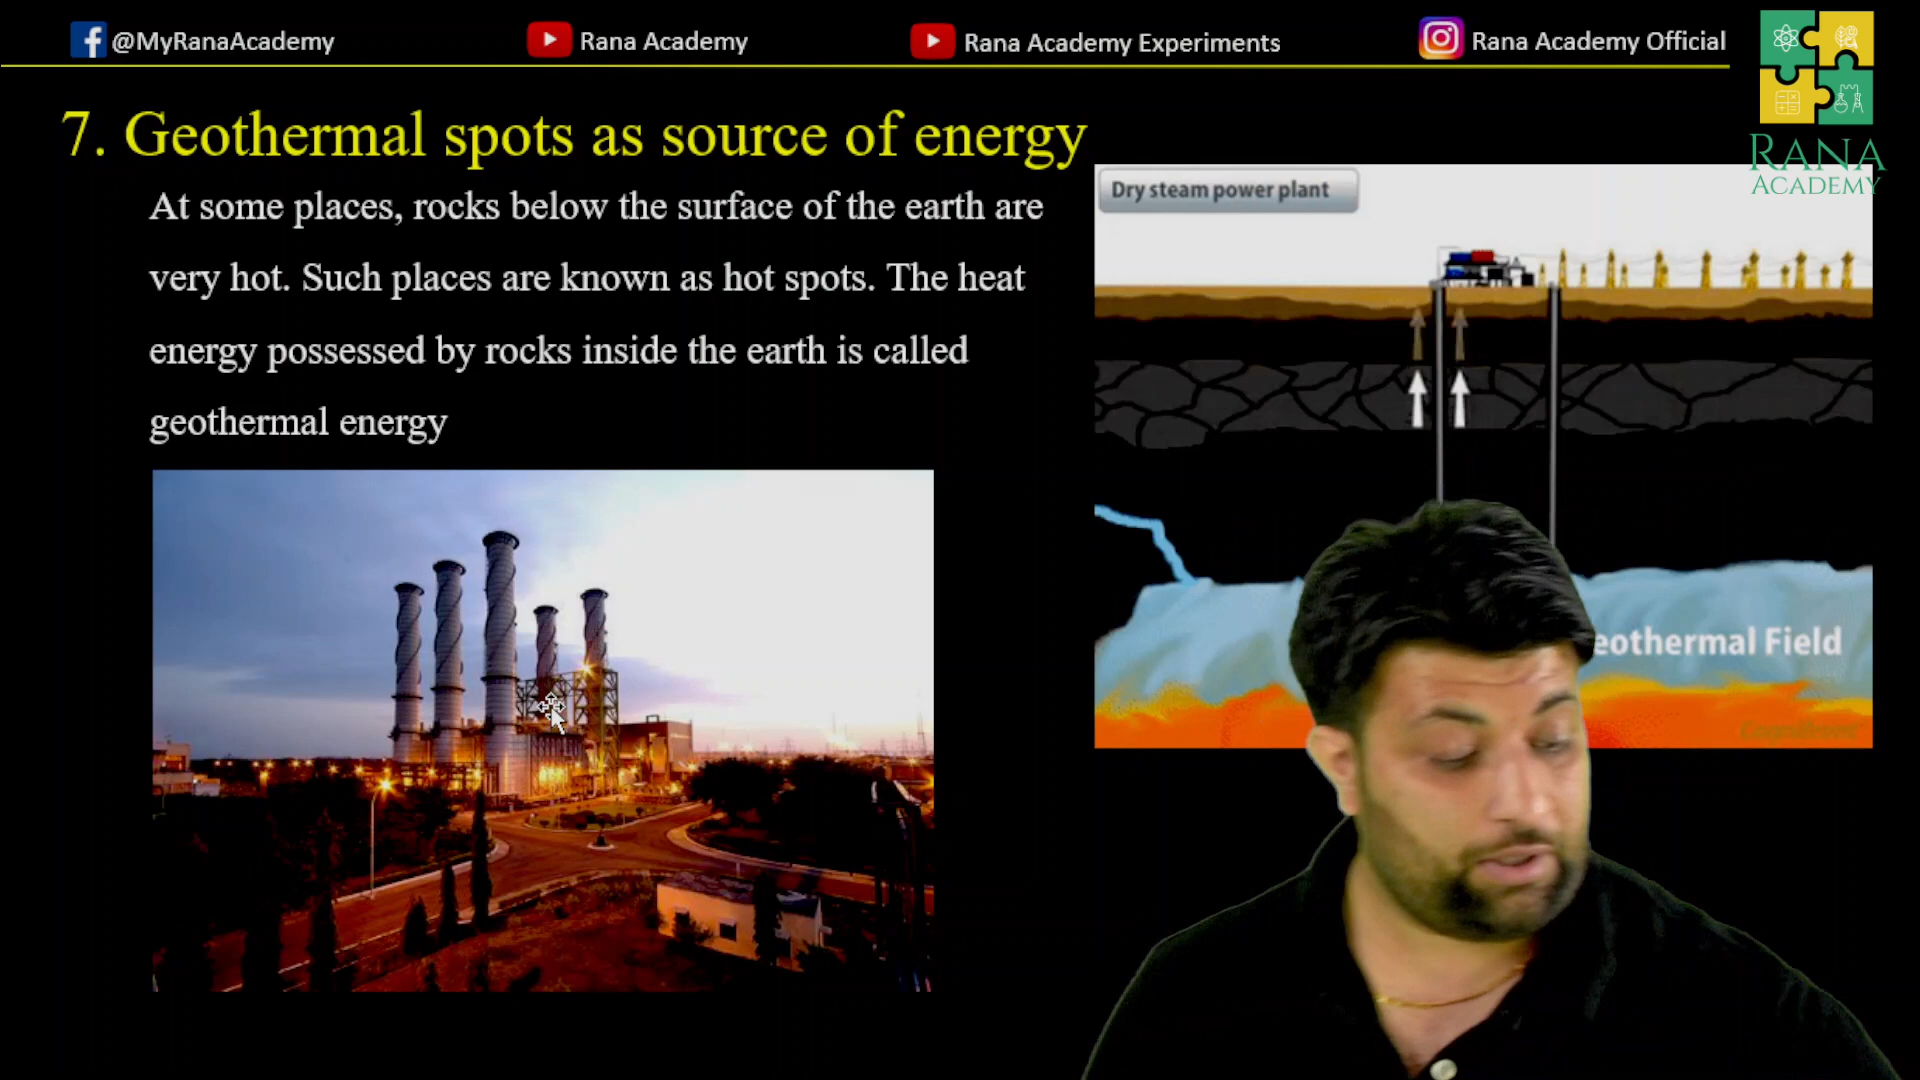 @MyRanaAcademy
Rana Academy
Rana Academy Experiments
Rana Academy Official
RANA
ACADEMY
7. Geothermal spots as source of energy
At some places, rocks below the surface of the earth are
very hot. Such places are known as hot spots. The heat
energy possessed by rocks inside the earth is called
geothermal energy
Dry steam power plant
eothermal Field